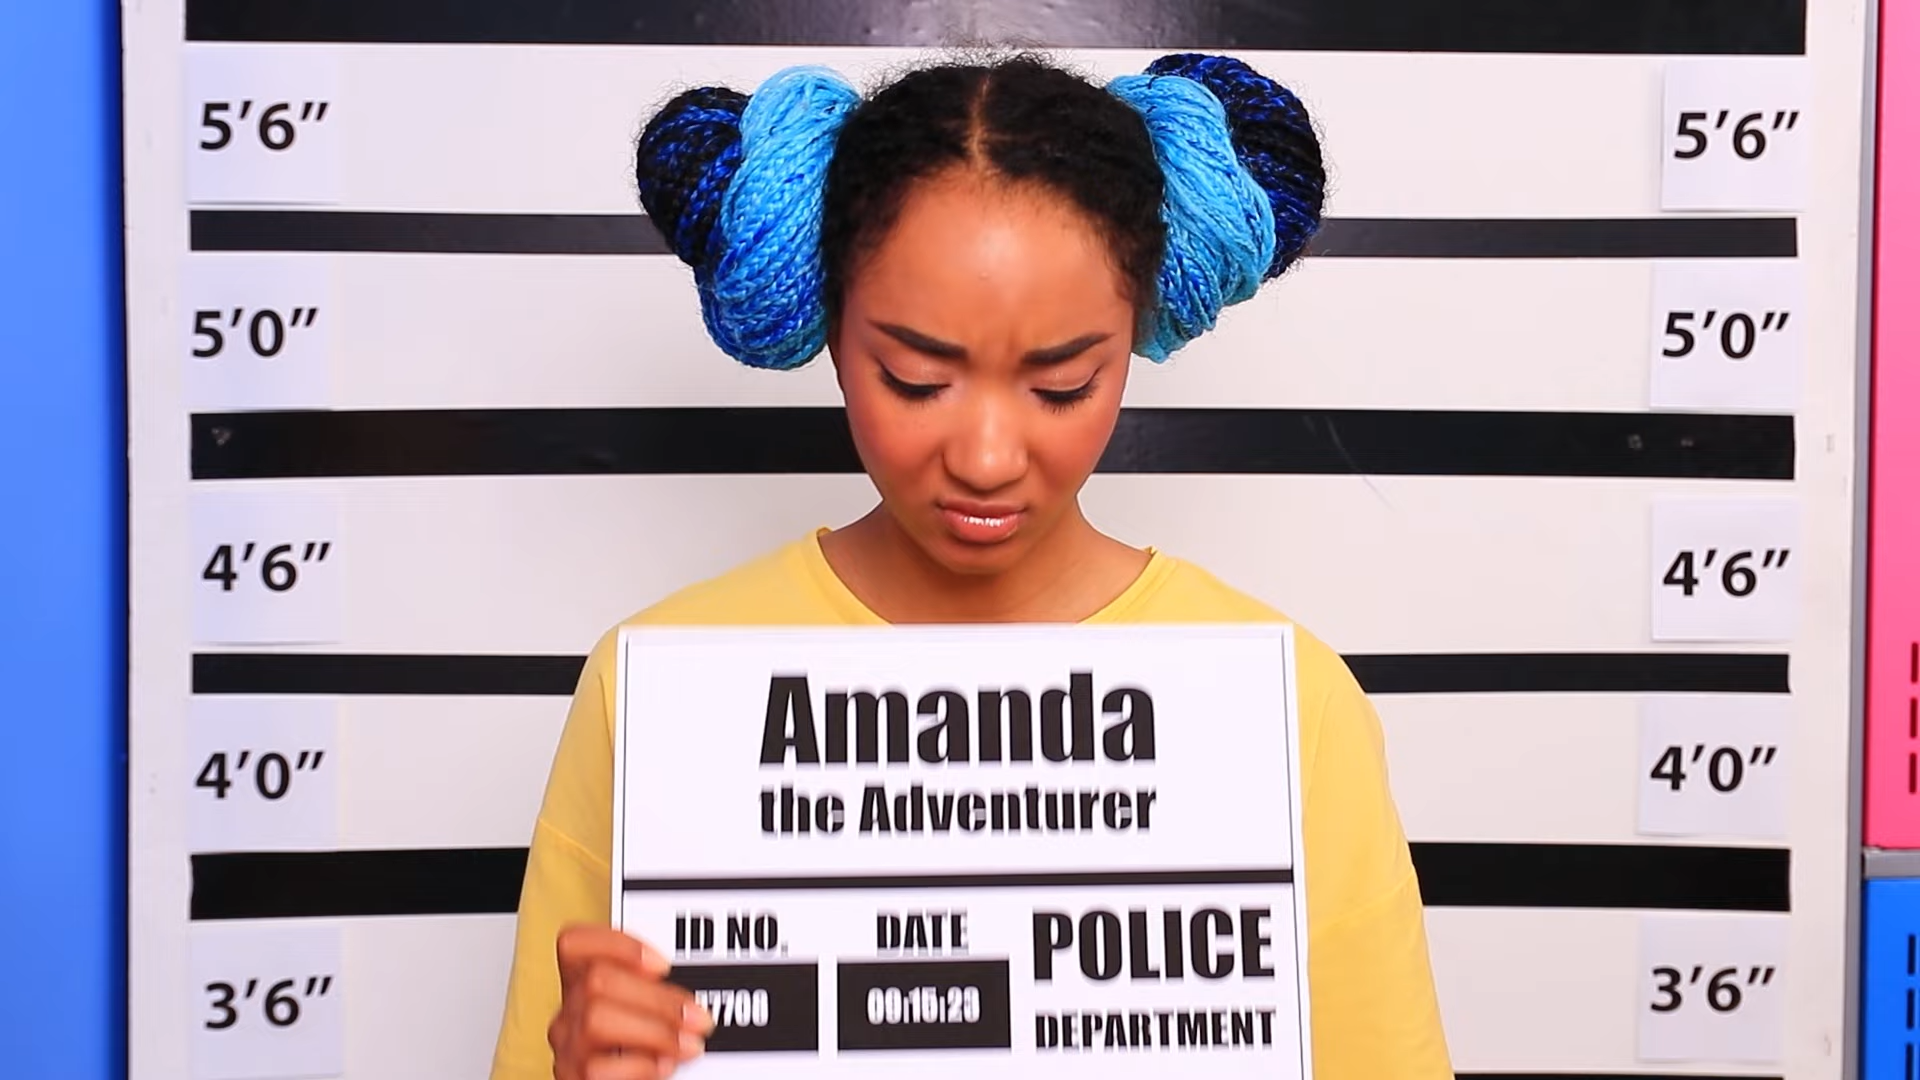 5'6" 5'6"
5'0" 5'0"
4'6" 4'6"
Amanda
the Adventurer
4'0" 4'0"
ID NO. DATE POLICE
DEPARTMENT
09:15:23
3'6" 3'6"